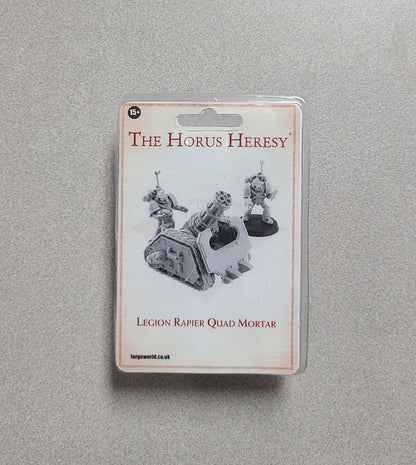 15+
THE HORUS HERESY®
LEGION RAPIER QUAD MORTAR
forgeworld.co.uk